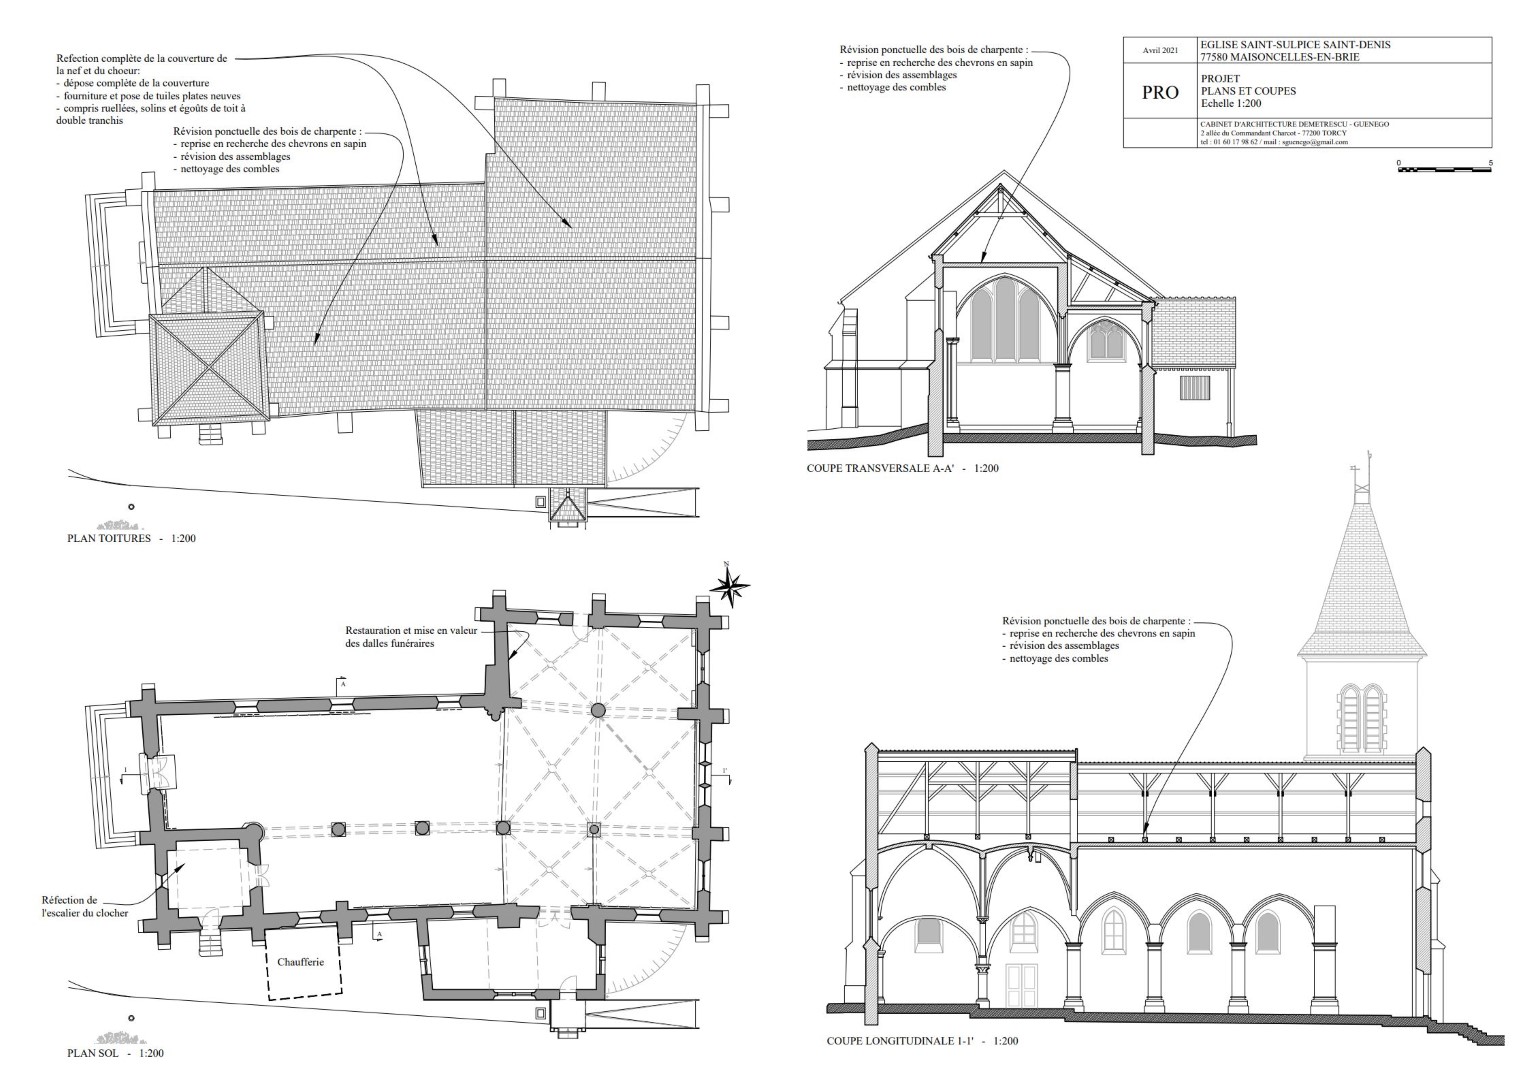 Refection complète de la couverture de
la nef et du choeur:
- dépose complète de la couverture
- fourniture et pose de tuiles plates neuves
- compris ruellées, solins et égoûts de toit à
double tranchis
Révision ponctuelle des bois de charpente :
- reprise en recherche des chevrons en sapin
- révision des assemblages
- nettoyage des combles
PLAN TOITURES - 1:200
Révision ponctuelle des bois de charpente :
- reprise en recherche des chevrons en sapin
- révision des assemblages
- nettoyage des combles
Avril 2021
EGLISE SAINT-SULPICE SAINT-DENIS
77580 MAISONCELLES-EN-BRIE
PRO
PROJET
PLANS ET COUPES
Echelle 1:200
CABINET D'ARCHITECTURE DEMETRESCU - GUENEGO
2 allée du Commandant Charcot - 77200 TORCY
tel : 01 60 17 98 62 / mail : sguenego@gmail.com
0 5
COUPE TRANSVERSALE A-A' - 1:200
N
Restauration et mise en valeur
des dalles funéraires
A
1
1'
Réfection de
l'escalier du clocher
A
Chaufferie
PLAN SOL - 1:200
Révision ponctuelle des bois de charpente :
- reprise en recherche des chevrons en sapin
- révision des assemblages
- nettoyage des combles
COUPE LONGITUDINALE 1-1' - 1:200